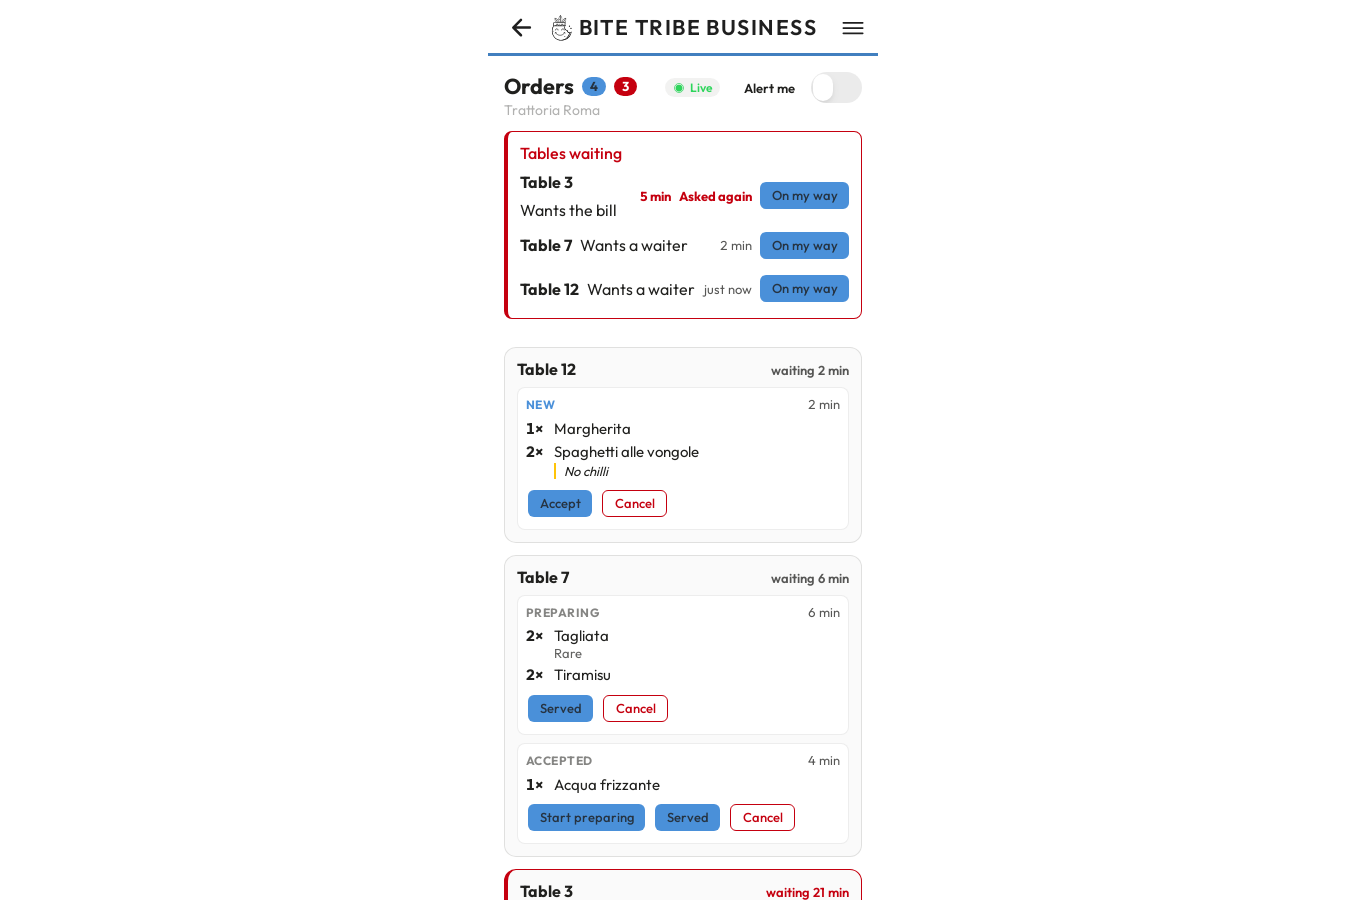 BITE TRIBE BUSINESS
Orders 4 3 Live Alert me
Trattoria Roma
Tables waiting
Table 3
Wants the bill
5 min Asked again On my way
Table 7 Wants a waiter 2 min On my way
Table 12 Wants a waiter just now On my way
Table 12 waiting 2 min
NEW 2 min
1× Margherita
2× Spaghetti alle vongole
No chilli
Accept Cancel
Table 7 waiting 6 min
PREPARING 6 min
2× Tagliata
Rare
2× Tiramisu
Served Cancel
ACCEPTED 4 min
1× Acqua frizzante
Start preparing Served Cancel
Table 3 waiting 21 min